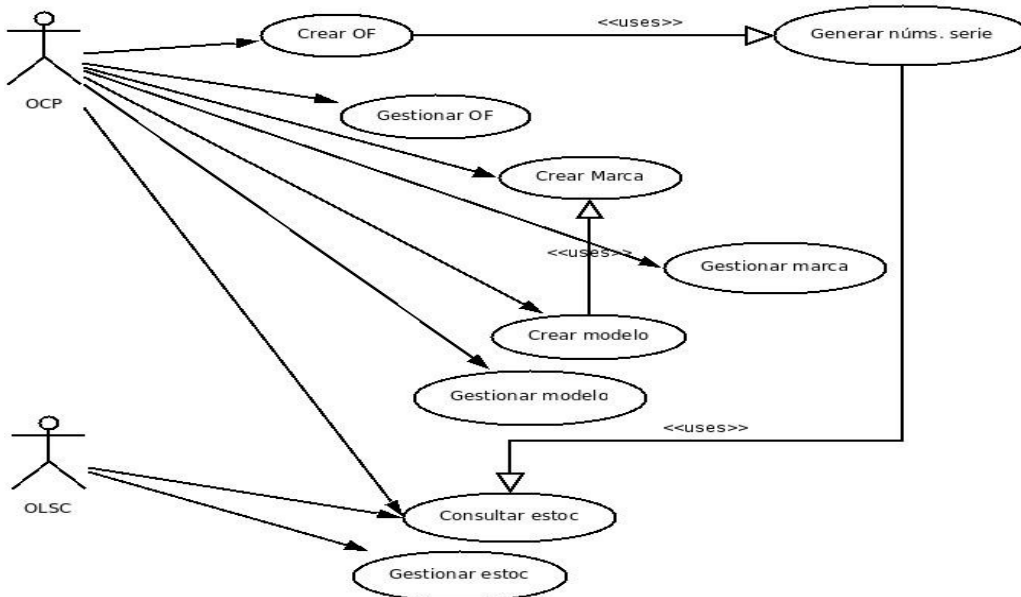 <<uses>>
Crear OF
Generar núms. serie
OCP
Gestionar OF
Crear Marca
<<uses>>
Gestionar marca
Crear modelo
Gestionar modelo
<<uses>>
OLSC
Consultar estoc
Gestionar estoc